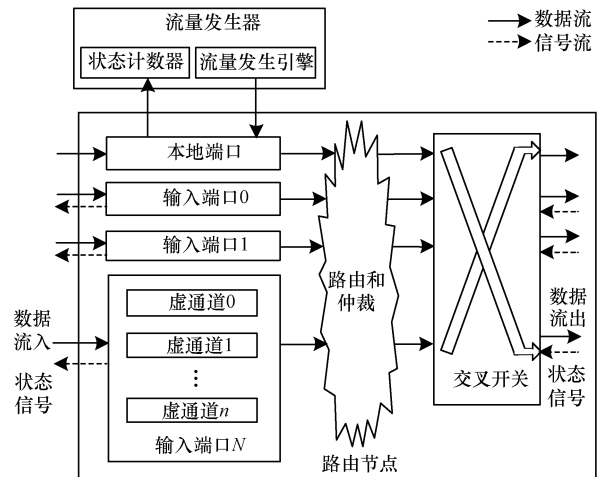 流量发生器
状态计数器
流量发生引擎
数据流
信号流
本地端口
输入端口0
输入端口1
虚通道0
虚通道1
⋮
虚通道n
输入端口N
数据
流入
状态
信号
路由和
仲裁
路由节点
交叉开关
数据
流出
状态
信号